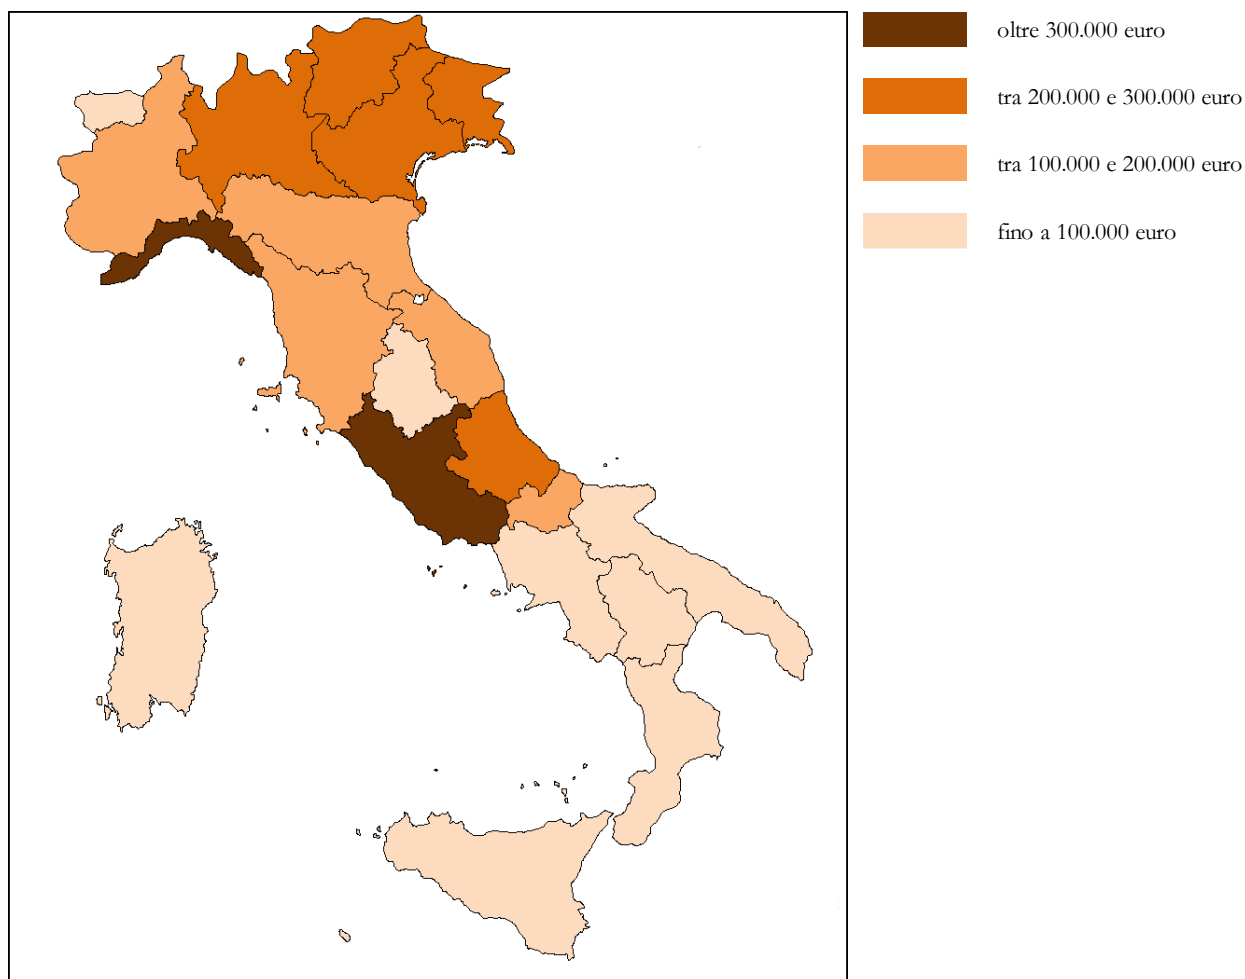 oltre 300.000 euro
tra 200.000 e 300.000 euro
tra 100.000 e 200.000 euro
fino a 100.000 euro